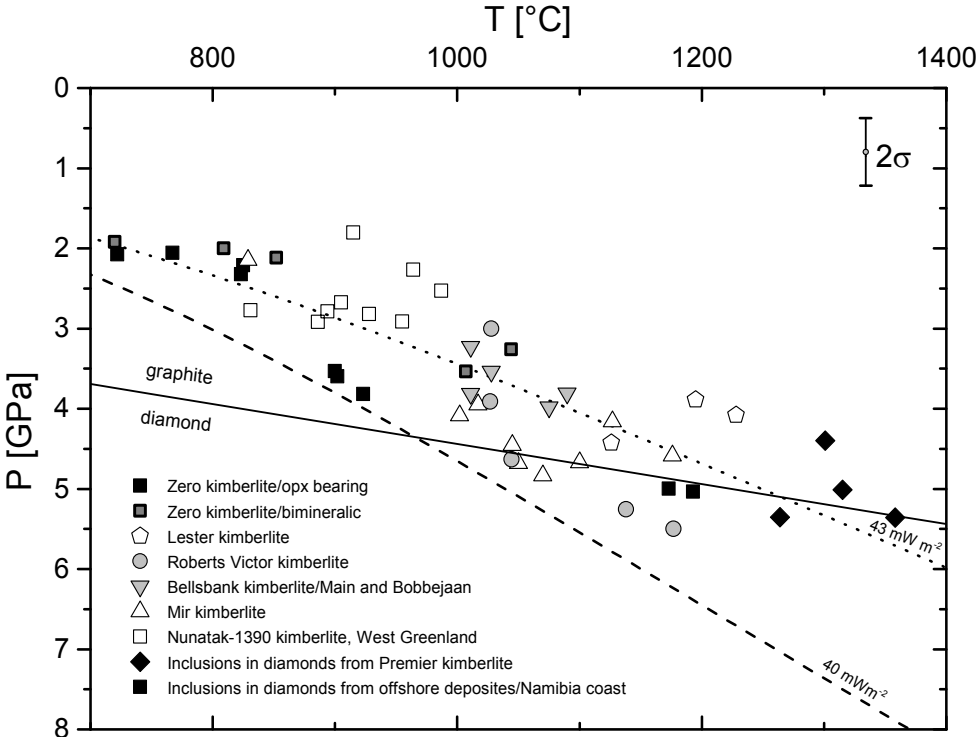 T [°C]
800 1000 1200 1400
0
1
2
3
4
5
6
7
8
P [GPa]
2σ
graphite
diamond
43 mW m-2
40 mWm-2
Zero kimberlite/opx bearing
Zero kimberlite/bimineralic
Lester kimberlite
Roberts Victor kimberlite
Bellsbank kimberlite/Main and Bobbejaan
Mir kimberlite
Nunatak-1390 kimberlite, West Greenland
Inclusions in diamonds from Premier kimberlite
Inclusions in diamonds from offshore deposites/Namibia coast